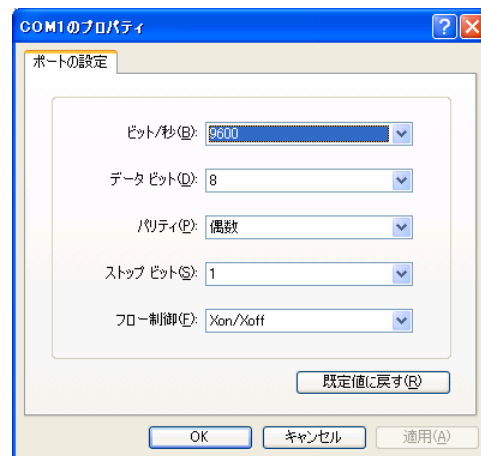 COM1のプロパティ
ポートの設定
ビット/秒(B): 9600
データ ビット(D): 8
パリティ(P): 偶数
ストップ ビット(S): 1
フロー制御(F): Xon/Xoff
既定値に戻す(R)
OK キャンセル 適用(A)